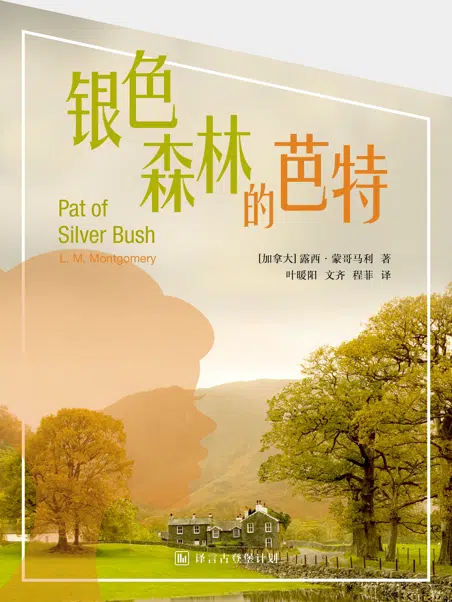 银色
森林
的芭特
Pat of
Silver Bush
L. M. Montgomery
[加拿大] 露西 · 蒙哥马利 著
叶暖阳 文齐 程菲 译
译言古登堡计划